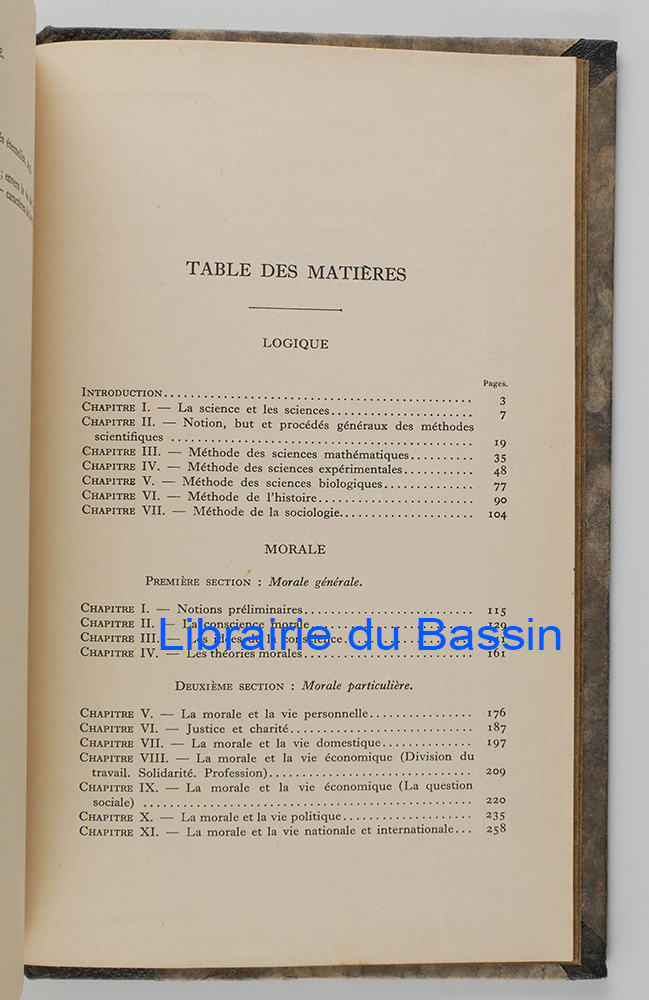 és éternelles,
TABLE DES MATIÈRES
LOGIQUE
Pages.
INTRODUCTION........ 3
CHAPITRE I. — La science et les sciences........ 7
CHAPITRE II. — Notion, but et procédés généraux des méthodes
scientifiques ........ 19
CHAPITRE III. — Méthode des sciences mathématiques........ 35
CHAPITRE IV. — Méthode des sciences expérimentales........ 48
CHAPITRE V. — Méthode des sciences biologiques........ 77
CHAPITRE VI. — Méthode de l'histoire........ 90
CHAPITRE VII. — Méthode de la sociologie........ 104
MORALE
PREMIÈRE SECTION : Morale générale.
CHAPITRE I. — Notions préliminaires........ 115
CHAPITRE II. — La conscience morale........ 129
CHAPITRE III. — Les idées de la conscience........
Librairie du Bassin
CHAPITRE IV. — Les théories morales........ 161
DEUXIÈME SECTION : Morale particulière.
CHAPITRE V. — La morale et la vie personnelle........ 176
CHAPITRE VI. — Justice et charité........ 187
CHAPITRE VII. — La morale et la vie domestique........ 197
CHAPITRE VIII. — La morale et la vie économique (Division du
travail. Solidarité. Profession)........ 209
CHAPITRE IX. — La morale et la vie économique (La question
sociale) ........ 220
CHAPITRE X. — La morale et la vie politique........ 235
CHAPITRE XI. — La morale et la vie nationale et internationale... 258